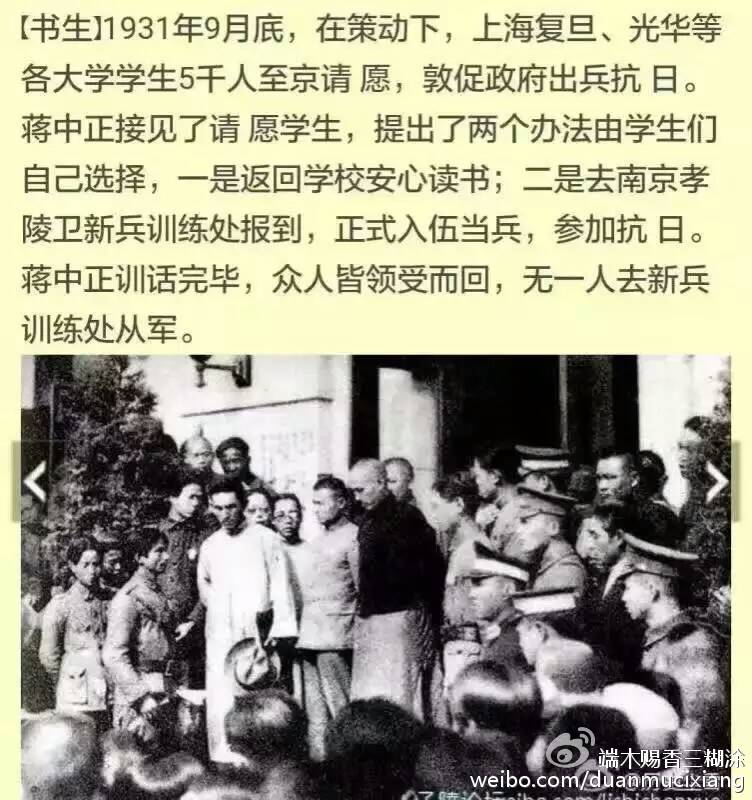 【书生】1931年9月底，在策动下，上海复旦、光华等
各大学学生5千人至京请 愿，敦促政府出兵抗 日。
蒋中正接见了请 愿学生，提出了两个办法由学生们
自己选择，一是返回学校安心读书；二是去南京孝
陵卫新兵训练处报到，正式入伍当兵，参加抗 日。
蒋中正训话完毕，众人皆领受而回，无一人去新兵
训练处从军。
端木赐香三糊涂
weibo.com/duanmucixiang